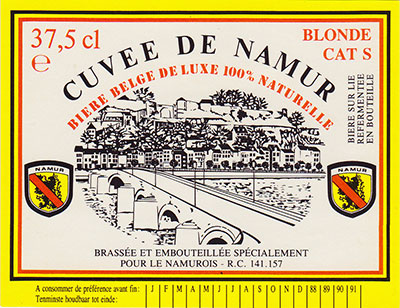 37,5 cl
e
BLONDE
CAT S
CUVEE DE NAMUR
BIERE BELGE DE LUXE 100% NATURELLE
BIERE SUR LIE
REFERMENTEE
EN BOUTEILLE
NAMUR
NAMUR
BRASSÉE ET EMBOUTEILLÉE SPÉCIALEMENT
POUR LE NAMUROIS - R.C. 141.157
A consommer de préférence avant fin: J F M A M J J A S O N D 88 89 90 91
Tenminste houdbaar tot einde: